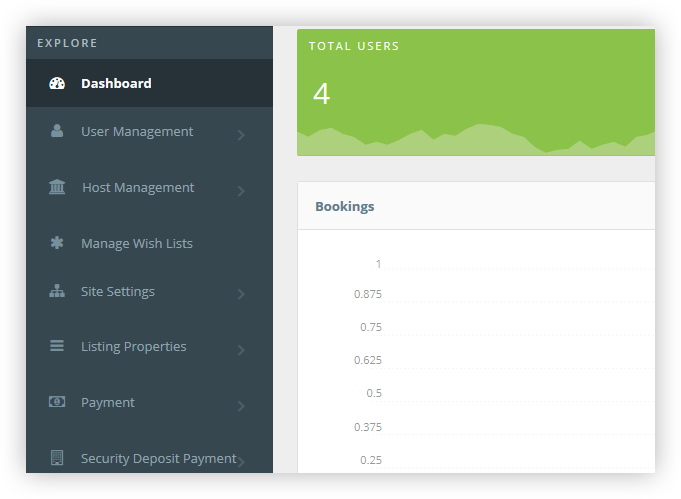 EXPLORE
Dashboard
User Management
Host Management
Manage Wish Lists
Site Settings
Listing Properties
Payment
Security Deposit Payment
TOTAL USERS
4
Bookings
1
0.875
0.75
0.625
0.5
0.375
0.25